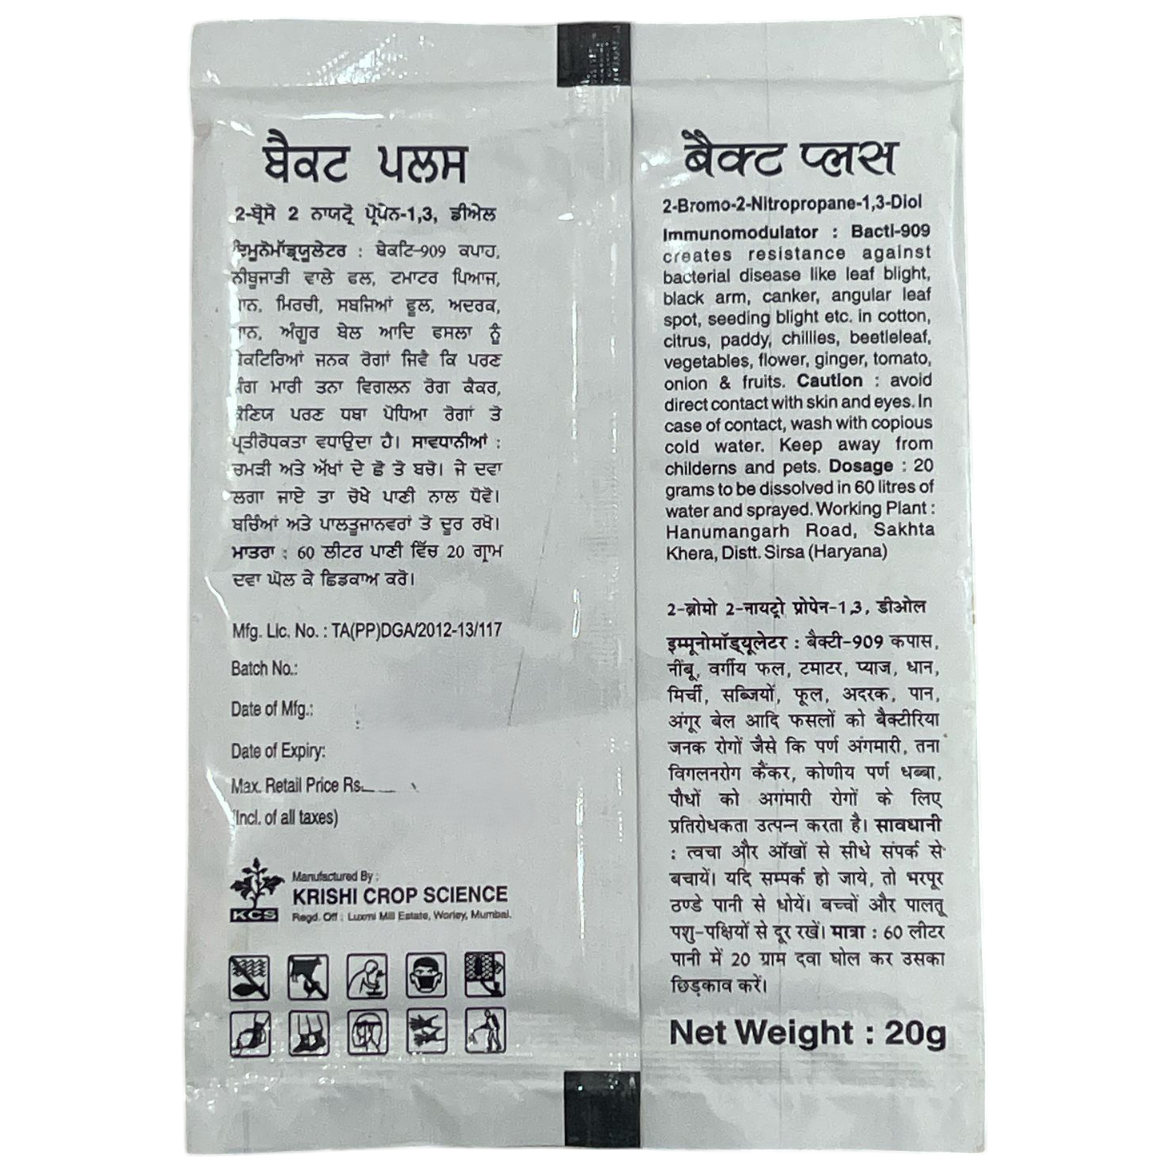 ਬੈਕਟ ਪਲਸ
2-ਬ੍ਰੋਸੋ 2 ਨਾਯਟ੍ਰੋ ਪ੍ਰੋਪੇਨ-1,3, ਡੀਐਲ
ਇਮੂਨੋਮਾੱਡ੍ਰਯੂਲੇਟਰ : ਬੇਕਟਿ-909 ਕਪਾਹ,
ਨੀਬੂਜਾਤੀ ਵਾਲੇ ਫਲ, ਟਮਾਟਰ ਪਿਆਜ,
ਮਿਰਚੀ, ਸਬਜਿਆਂ ਫੂਲ, ਅਦਰਕ,
ਅੰਗੂਰ ਬੇਲ ਆਦਿ ਫਸਲਾ ਨੂੰ
ਜਨਕ ਰੋਗਾਂ ਜਿਵੈ ਕਿ ਪਰਣ
ਮਾਰੀ ਤਨਾ ਵਿਗਲਨ ਰੋਗ ਕੈਕਰ,
ਕੋਣਿਯ ਪਰਣ ਧਬਾ ਪੋਧਿਆ ਰੋਗਾਂ ਤੋ
ਪ੍ਰਤੀਰੋਧਕਤਾ ਵਧਾਉਦਾ ਹੈ। ਸਾਵਧਾਨੀਆਂ :
ਚਮੜੀ ਅਤੇ ਅੱਖਾਂ ਦੇ ਛੋ ਤੋ ਬਚੋ। ਜੇ ਦਵਾ
ਲਗਾ ਜਾਏ ਤਾ ਚੋਖੇ ਪਾਣੀ ਨਾਲ ਧੋਵੋ।
ਬਚਿੰਆਂ ਅਤੇ ਪਾਲਤੂਜਾਨਵਰਾਂ ਤੋ ਦੂਰ ਰਖੋ।
ਮਾਤਰਾ : 60 ਲੀਟਰ ਪਾਣੀ ਵਿੱਚ 20 ਗ੍ਰਾਮ
ਦਵਾ ਘੋਲ ਕੇ ਛਿਡਕਾਅ ਕਰੋ।
Mfg. Lic. No. : TA(PP)DGA/2012-13/117
Batch No.:
Date of Mfg.:
Date of Expiry:
Max. Retail Price Rs.
(Incl. of all taxes)
KCS
Manufactured By :
KRISHI CROP SCIENCE
Regd. Off : Luxmi Mill Estate, Worley, Mumbai.
बैक्ट प्लस
2-Bromo-2-Nitropropane-1,3-Diol
Immunomodulator : Bacti-909
creates resistance against
bacterial disease like leaf blight,
black arm, canker, angular leaf
spot, seeding blight etc. in cotton,
citrus, paddy, chillies, beetleleaf,
vegetables, flower, ginger, tomato,
onion & fruits. Caution : avoid
direct contact with skin and eyes. In
case of contact, wash with copious
cold water. Keep away from
childerns and pets. Dosage : 20
grams to be dissolved in 60 litres of
water and sprayed. Working Plant :
Hanumangarh Road, Sakhta
Khera, Distt. Sirsa (Haryana)
2-ब्रोमो 2-नायट्रो प्रोपेन-1,3, डीओल
इम्मूनोमॉड्यूलेटर : बैक्टी-909 कपास,
नींबू, वर्गीय फल, टमाटर, प्याज, धान,
मिर्ची, सब्जियों, फूल, अदरक, पान,
अंगूर बेल आदि फसलों को बैक्टीरिया
जनक रोगों जैसे कि पर्ण अंगमारी, तना
विगलनरोग कैंकर, कोणीय पर्ण धब्बा,
पौधों को अगंमारी रोगों के लिए
प्रतिरोधकता उत्पन्न करता है। सावधानी
: त्वचा और आँखों से सीधे संपर्क से
बचायें। यदि सम्पर्क हो जाये, तो भरपूर
ठण्डे पानी से धोयें। बच्चों और पालतू
पशु-पक्षियों से दूर रखें। मात्रा : 60 लीटर
पानी में 20 ग्राम दवा घोल कर उसका
छिड़काव करें।
Net Weight : 20g